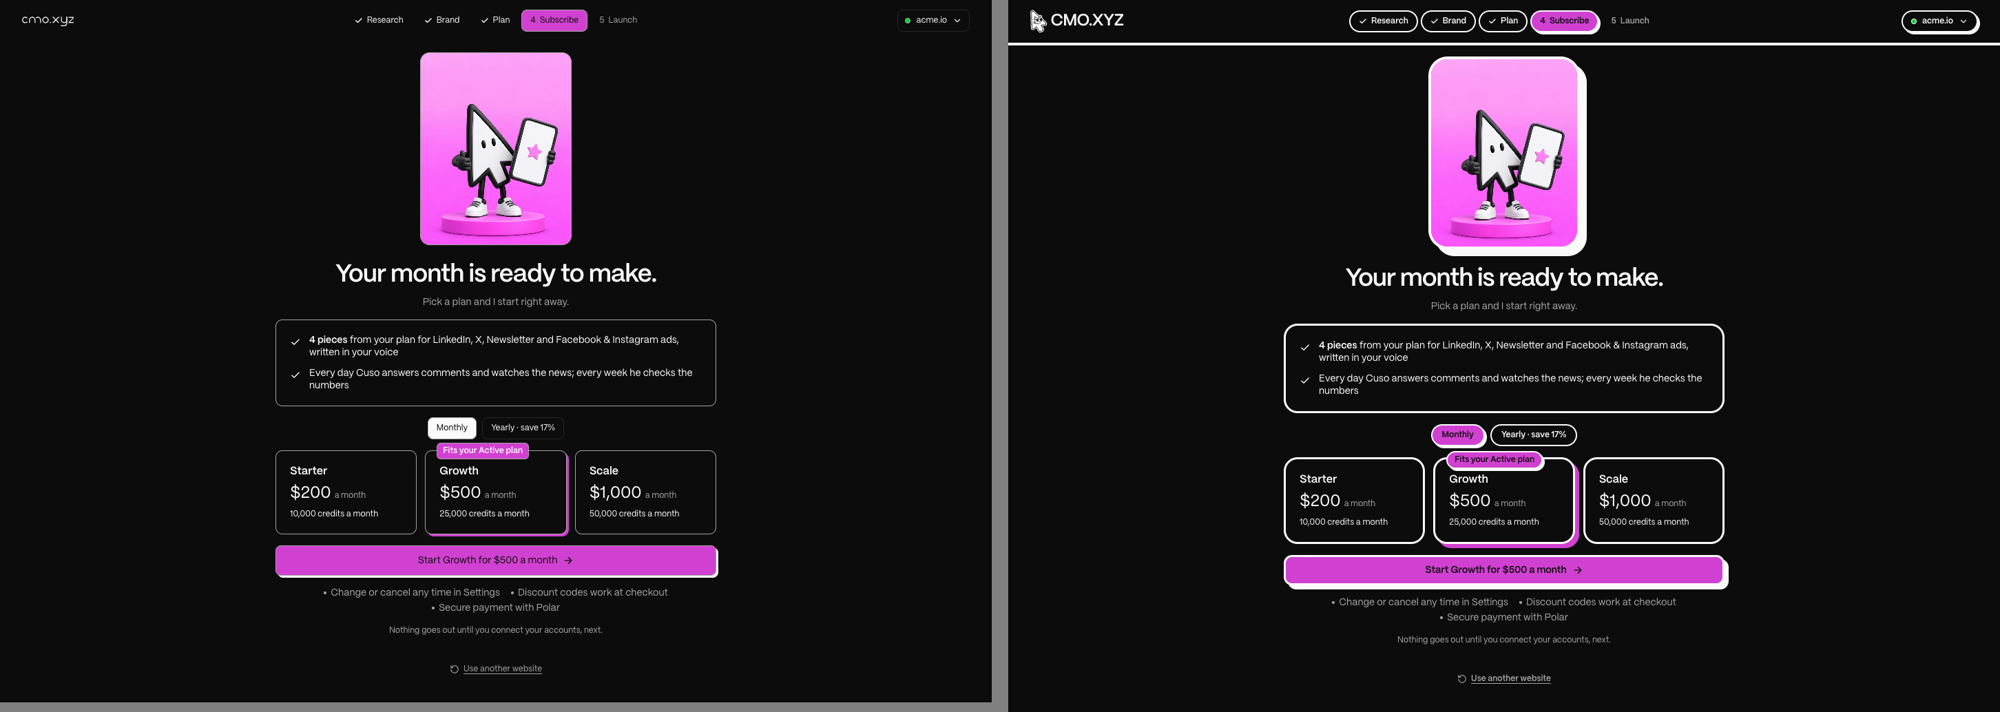 cmo.xyz
Research
Brand
Plan
4 Subscribe
5 Launch
acme.io
Your month is ready to make.
Pick a plan and I start right away.
4 pieces from your plan for LinkedIn, X, Newsletter and Facebook & Instagram ads,
written in your voice
Every day Cuso answers comments and watches the news; every week he checks the
numbers
Monthly
Yearly · save 17%
Fits your Active plan
Starter
$200 a month
10,000 credits a month
Growth
$500 a month
25,000 credits a month
Scale
$1,000 a month
50,000 credits a month
Start Growth for $500 a month
• Change or cancel any time in Settings • Discount codes work at checkout
• Secure payment with Polar
Nothing goes out until you connect your accounts, next.
Use another website
CMO.XYZ
Research
Brand
Plan
4 Subscribe
5 Launch
acme.io
Your month is ready to make.
Pick a plan and I start right away.
4 pieces from your plan for LinkedIn, X, Newsletter and Facebook & Instagram ads,
written in your voice
Every day Cuso answers comments and watches the news; every week he checks the
numbers
Monthly
Yearly · save 17%
Fits your Active plan
Starter
$200 a month
10,000 credits a month
Growth
$500 a month
25,000 credits a month
Scale
$1,000 a month
50,000 credits a month
Start Growth for $500 a month
• Change or cancel any time in Settings • Discount codes work at checkout
• Secure payment with Polar
Nothing goes out until you connect your accounts, next.
Use another website